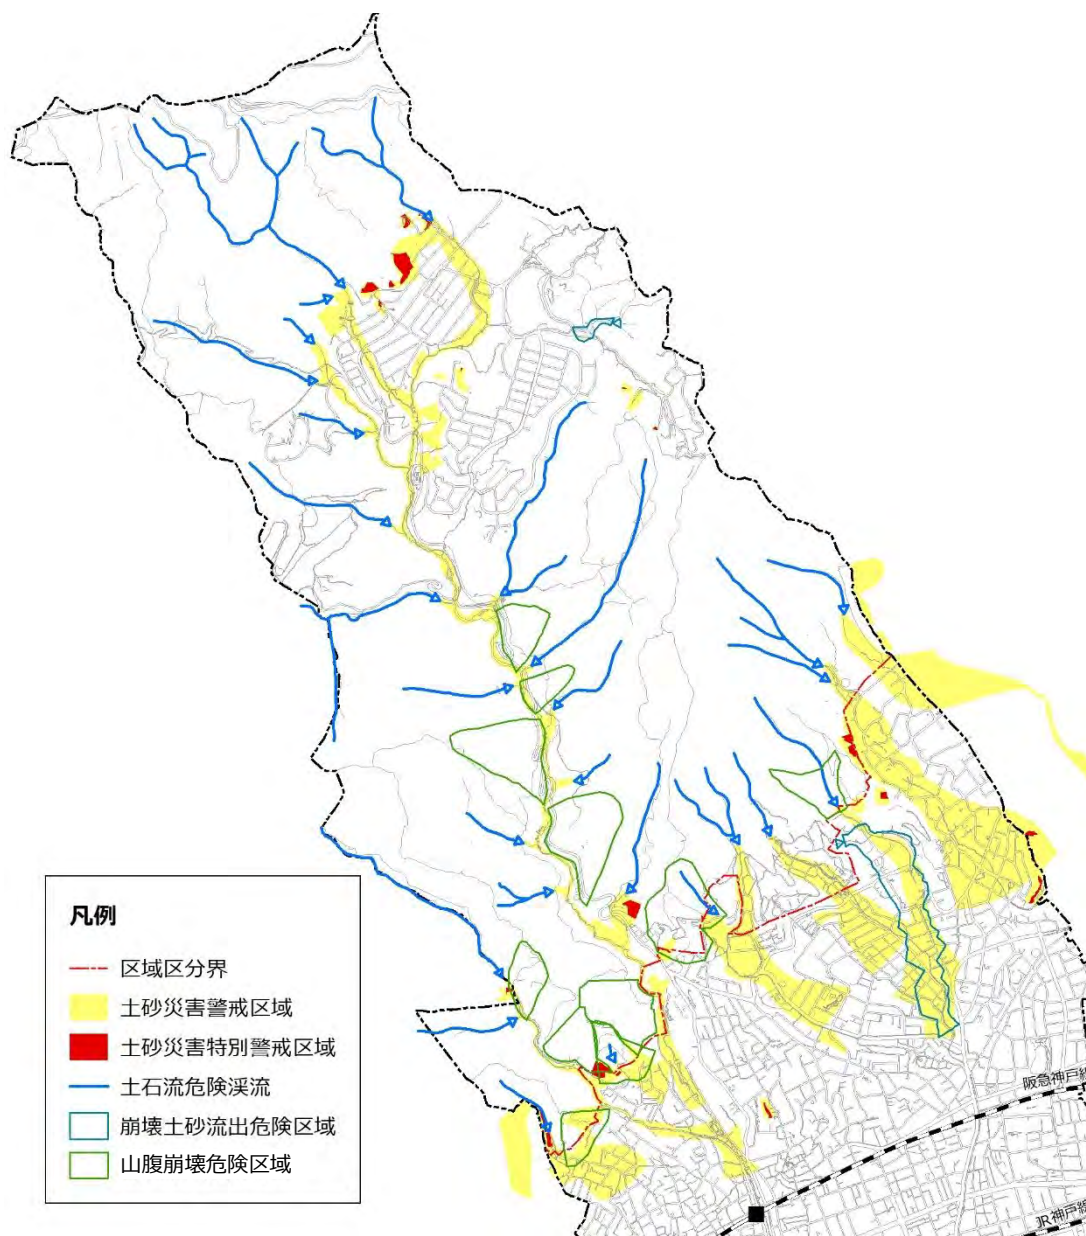 凡例
区域区分界
土砂災害警戒区域
土砂災害特別警戒区域
土石流危険渓流
崩壊土砂流出危険区域
山腹崩壊危険区域
阪急神戸線
JR神戸線